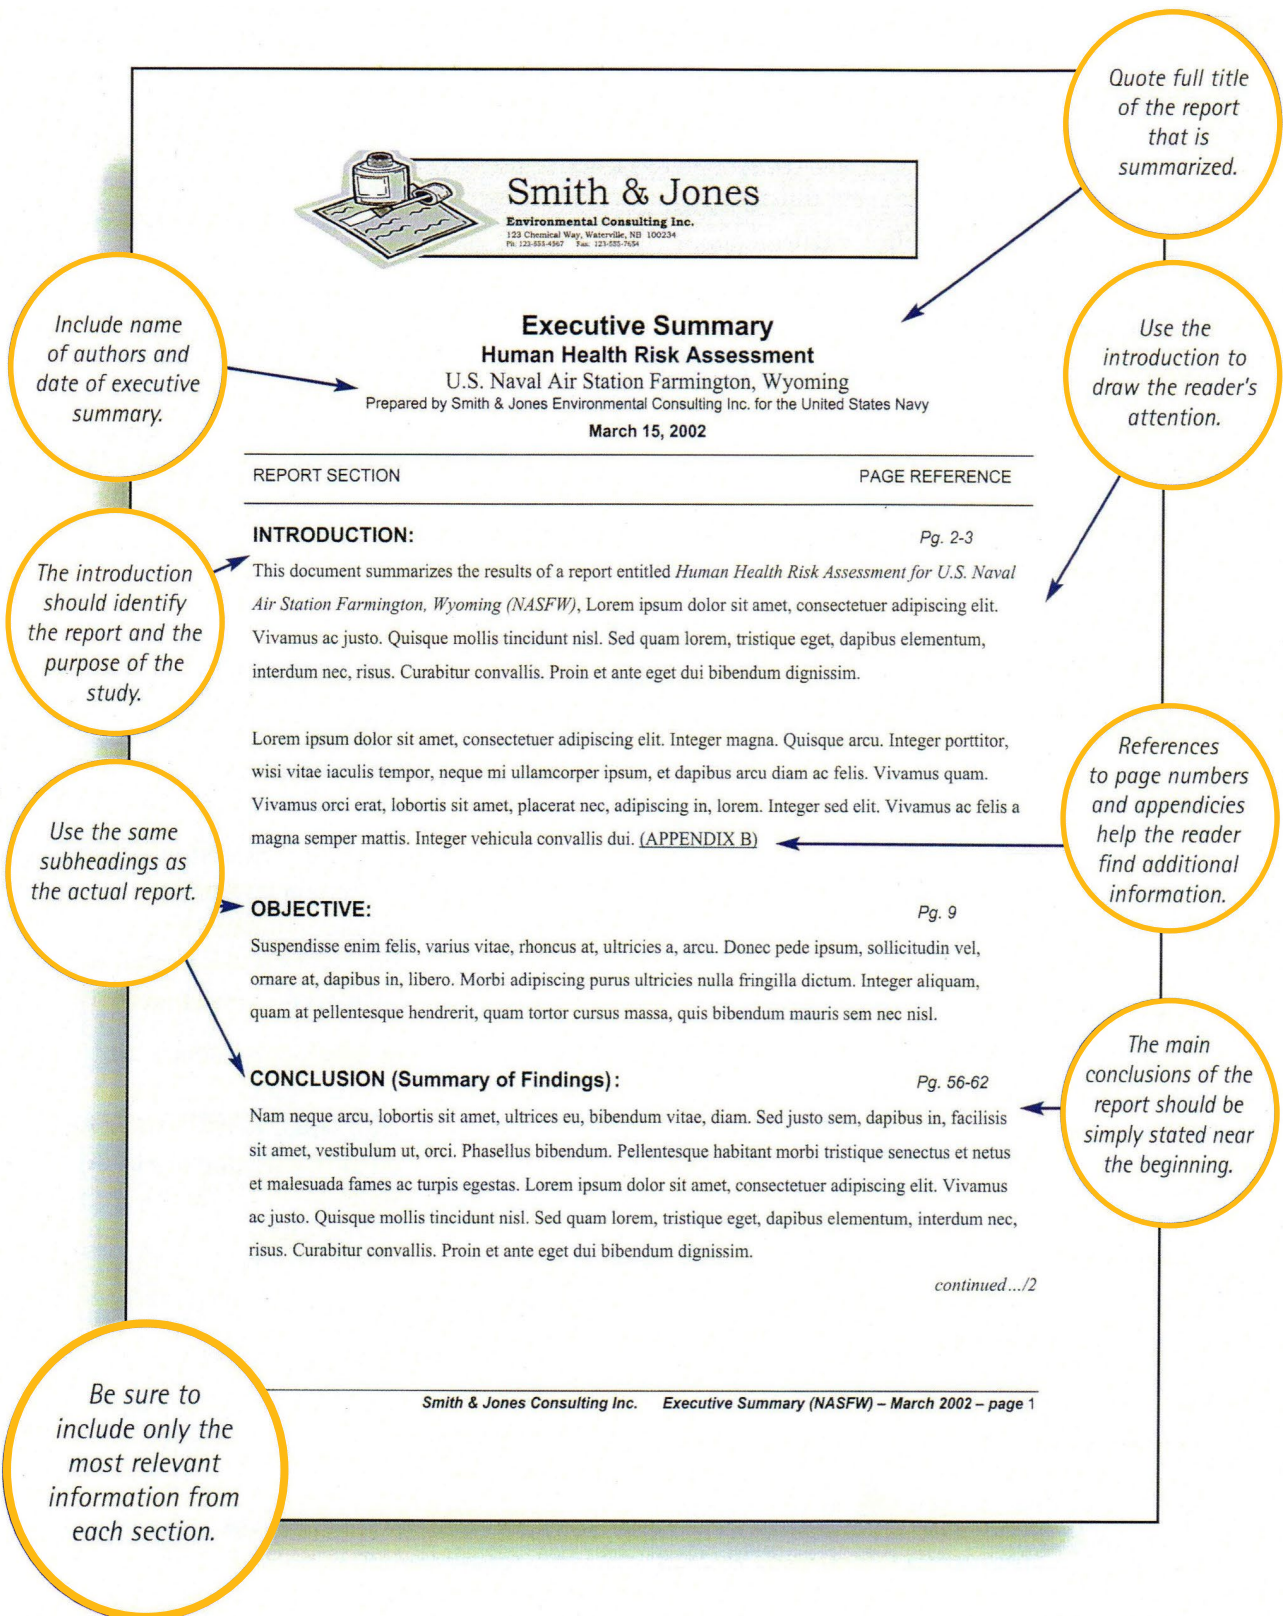 Quote full title
of the report
that is
summarized.
Smith & Jones
Environmental Consulting Inc.
123 Chemical Way, Waterville, NB 100234
Ph. 123-555-4567 Fax. 123-555-7654
Include name
of authors and
date of executive
summary.
Executive Summary
Human Health Risk Assessment
U.S. Naval Air Station Farmington, Wyoming
Prepared by Smith & Jones Environmental Consulting Inc. for the United States Navy
March 15, 2002
Use the
introduction to
draw the reader's
attention.
REPORT SECTION PAGE REFERENCE
The introduction
should identify
the report and the
purpose of the
study.
INTRODUCTION: Pg. 2-3
This document summarizes the results of a report entitled Human Health Risk Assessment for U.S. Naval
Air Station Farmington, Wyoming (NASFW), Lorem ipsum dolor sit amet, consectetuer adipiscing elit.
Vivamus ac justo. Quisque mollis tincidunt nisl. Sed quam lorem, tristique eget, dapibus elementum,
interdum nec, risus. Curabitur convallis. Proin et ante eget dui bibendum dignissim.
Lorem ipsum dolor sit amet, consectetuer adipiscing elit. Integer magna. Quisque arcu. Integer porttitor,
wisi vitae iaculis tempor, neque mi ullamcorper ipsum, et dapibus arcu diam ac felis. Vivamus quam.
Vivamus orci erat, lobortis sit amet, placerat nec, adipiscing in, lorem. Integer sed elit. Vivamus ac felis a
magna semper mattis. Integer vehicula convallis dui. (APPENDIX B)
References
to page numbers
and appendicies
help the reader
find additional
information.
Use the same
subheadings as
the actual report.
OBJECTIVE: Pg. 9
Suspendisse enim felis, varius vitae, rhoncus at, ultricies a, arcu. Donec pede ipsum, sollicitudin vel,
ornare at, dapibus in, libero. Morbi adipiscing purus ultricies nulla fringilla dictum. Integer aliquam,
quam at pellentesque hendrerit, quam tortor cursus massa, quis bibendum mauris sem nec nisl.
CONCLUSION (Summary of Findings): Pg. 56-62
Nam neque arcu, lobortis sit amet, ultrices eu, bibendum vitae, diam. Sed justo sem, dapibus in, facilisis
sit amet, vestibulum ut, orci. Phasellus bibendum. Pellentesque habitant morbi tristique senectus et netus
et malesuada fames ac turpis egestas. Lorem ipsum dolor sit amet, consectetuer adipiscing elit. Vivamus
ac justo. Quisque mollis tincidunt nisl. Sed quam lorem, tristique eget, dapibus elementum, interdum nec,
risus. Curabitur convallis. Proin et ante eget dui bibendum dignissim.
continued.../2
The main
conclusions of the
report should be
simply stated near
the beginning.
Be sure to
include only the
most relevant
information from
each section.
Smith & Jones Consulting Inc. Executive Summary (NASFW) – March 2002 – page 1